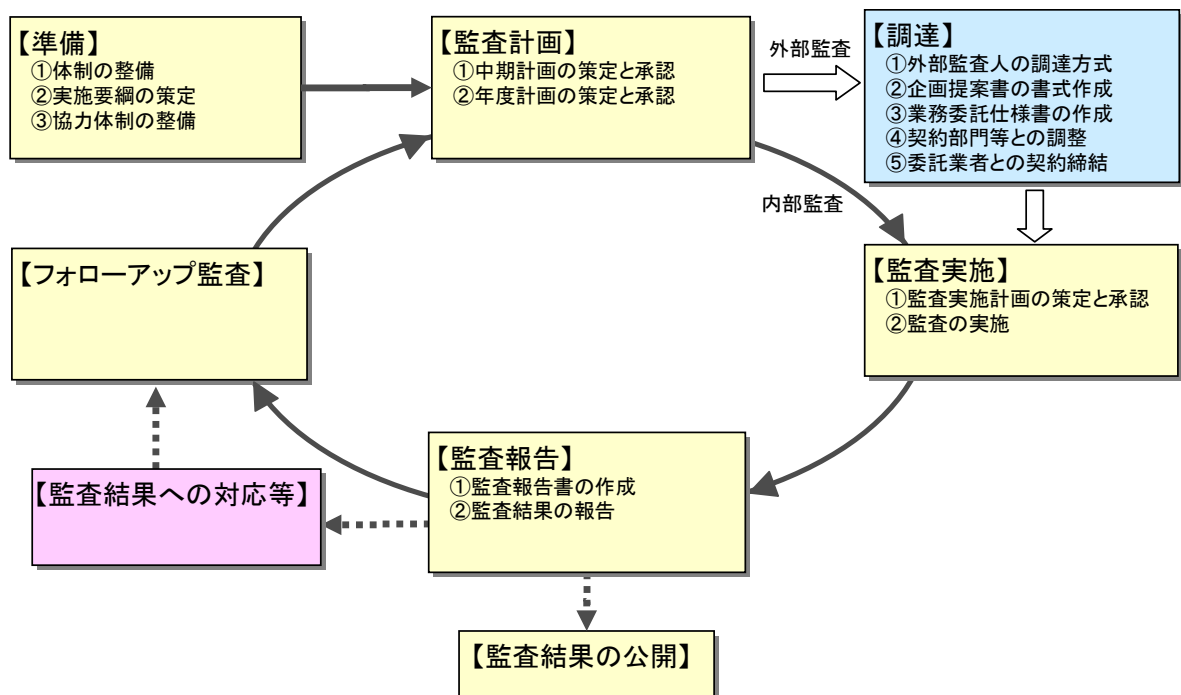 【準備】
①体制の整備
②実施要綱の策定
③協力体制の整備
【監査計画】
①中期計画の策定と承認
②年度計画の策定と承認
外部監査
【調達】
①外部監査人の調達方式
②企画提案書の書式作成
③業務委託仕様書の作成
④契約部門等との調整
⑤委託業者との契約締結
内部監査
【フォローアップ監査】
【監査実施】
①監査実施計画の策定と承認
②監査の実施
【監査報告】
①監査報告書の作成
②監査結果の報告
【監査結果への対応等】
【監査結果の公開】